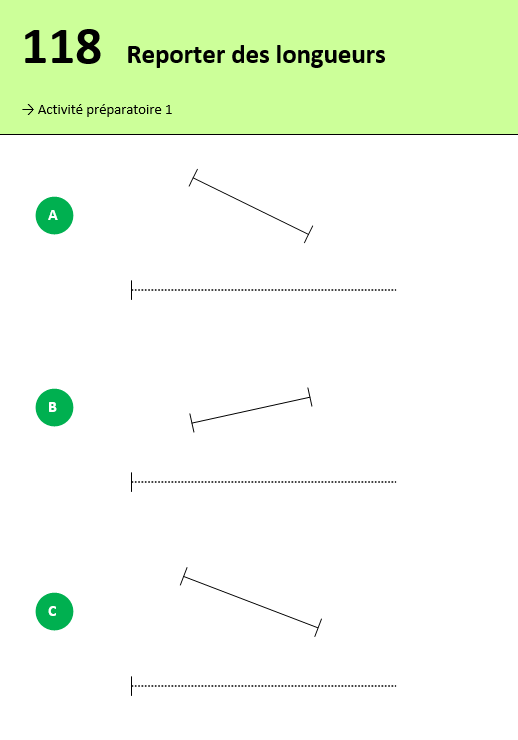 118 Reporter des longueurs
→ Activité préparatoire 1
A
B
C